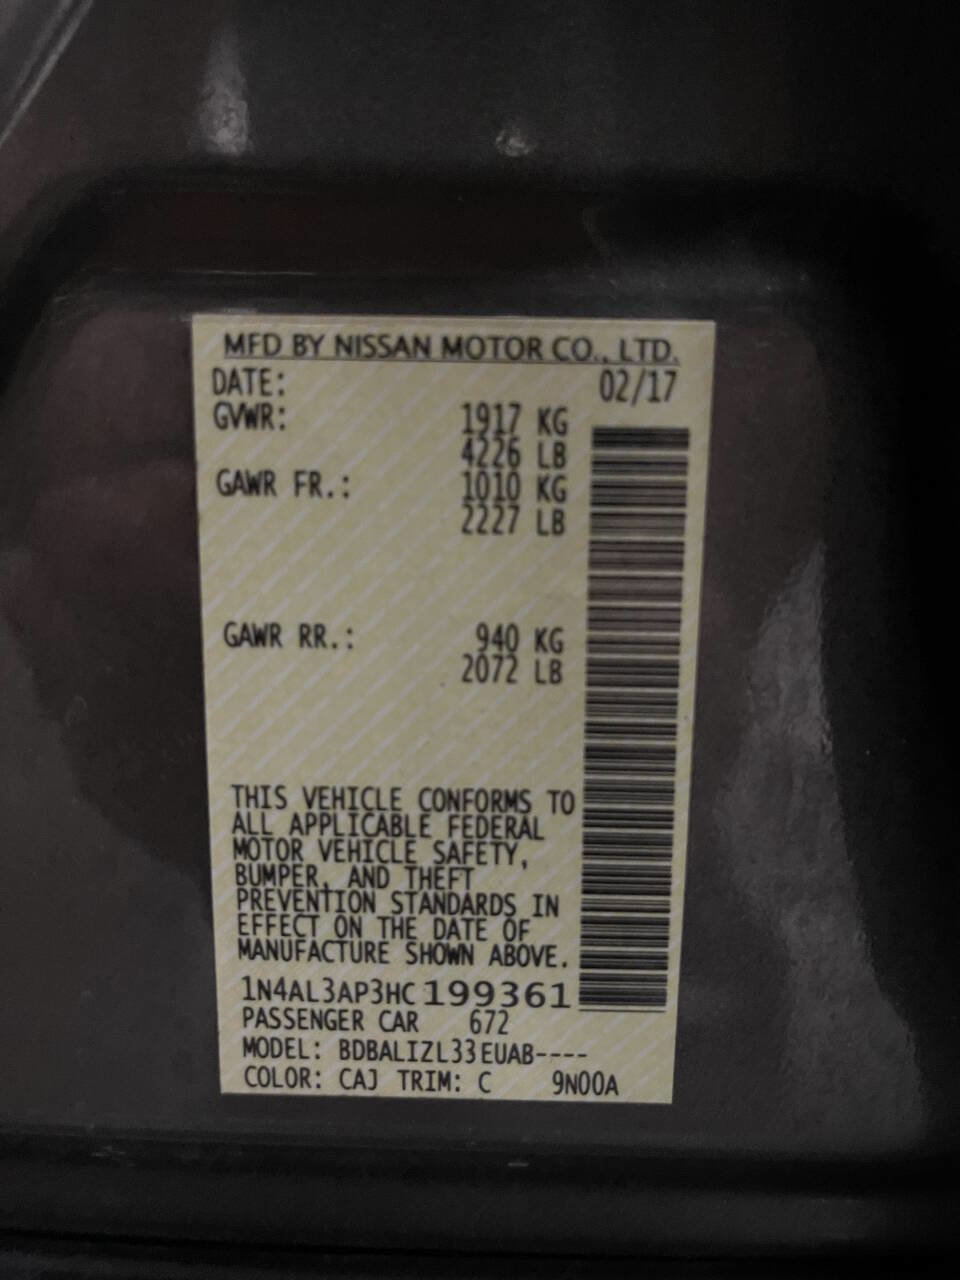 MFD BY NISSAN MOTOR CO., LTD.
DATE: 02/17
GVWR: 1917 KG
4226 LB
GAWR FR.: 1010 KG
2227 LB
GAWR RR.: 940 KG
2072 LB
THIS VEHICLE CONFORMS TO
ALL APPLICABLE FEDERAL
MOTOR VEHICLE SAFETY,
BUMPER, AND THEFT
PREVENTION STANDARDS IN
EFFECT ON THE DATE OF
MANUFACTURE SHOWN ABOVE.
1N4AL3AP3HC199361
PASSENGER CAR 672
MODEL: BDBALIZL33EUAB----
COLOR: CAJ TRIM: C 9N00A